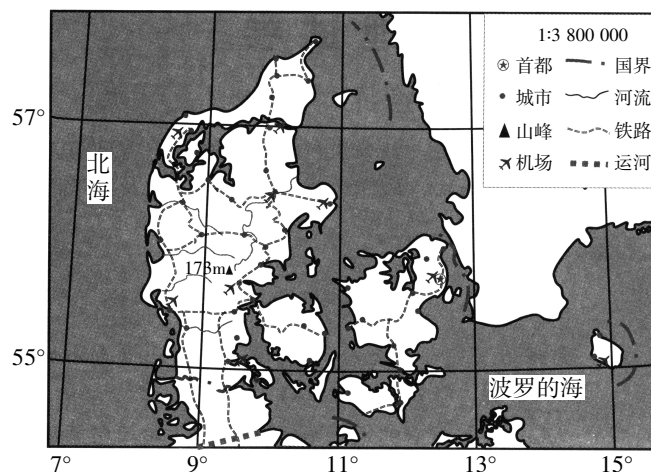 1:3 800 000
首都
国界
城市
河流
山峰
铁路
机场
运河
57°
北海
173m
55°
波罗的海
7°
9°
11°
13°
15°